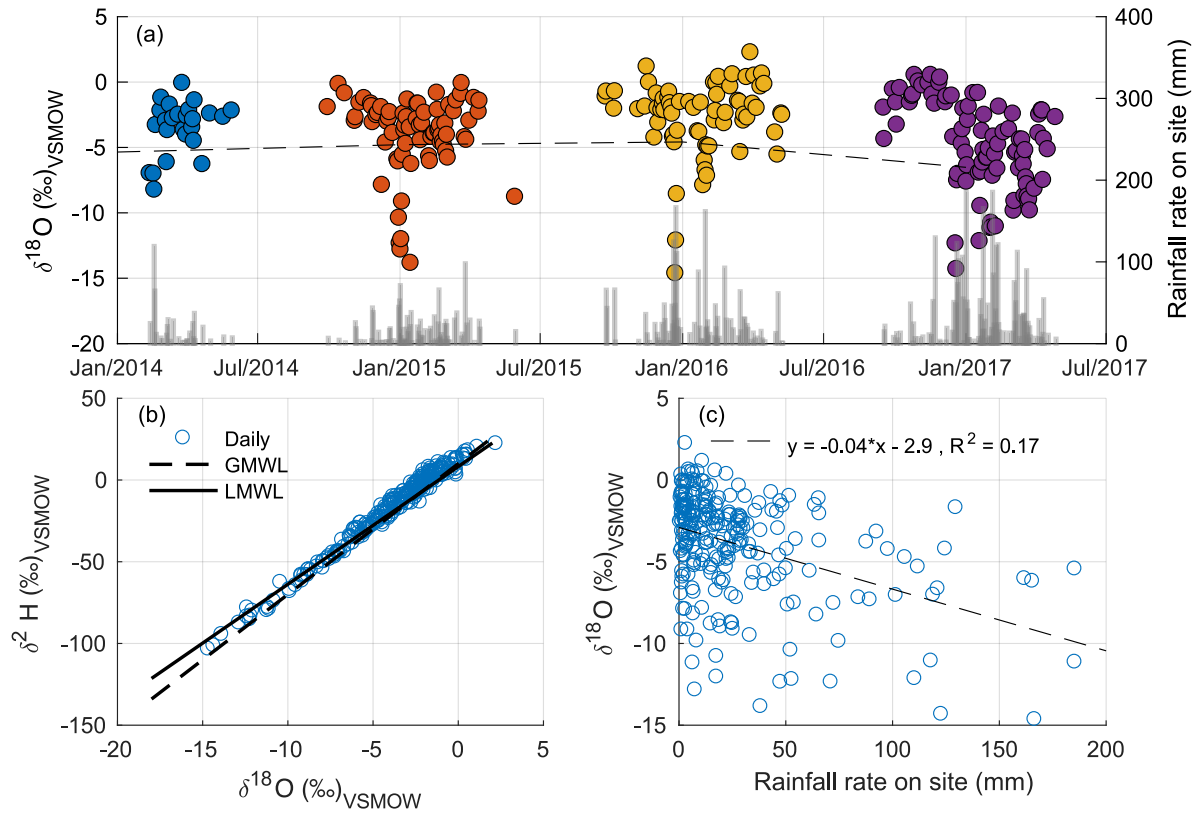 (a)
5
0
-5
-10
-15
-20
δ18O (‰)VSMOW
400
300
200
100
0
Rainfall rate on site (mm)
Jan/2014 Jul/2014 Jan/2015 Jul/2015 Jan/2016 Jul/2016 Jan/2017 Jul/2017
(b)
Daily
GMWL
LMWL
50
0
-50
-100
-150
δ2 H (‰)VSMOW
-20 -15 -10 -5 0 5
δ18O (‰)VSMOW
(c)
y = -0.04*x - 2.9 , R2 = 0.17
5
0
-5
-10
-15
δ18O (‰)VSMOW
0 50 100 150 200
Rainfall rate on site (mm)